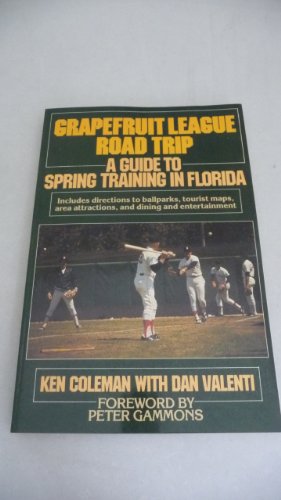 GRAPEFRUIT LEAGUE
ROAD TRIP
A GUIDE TO
SPRING TRAINING IN FLORIDA
Includes directions to ballparks, tourist maps,
area attractions, and dining and entertainment
KEN COLEMAN WITH DAN VALENTI
FOREWORD BY
PETER GAMMONS